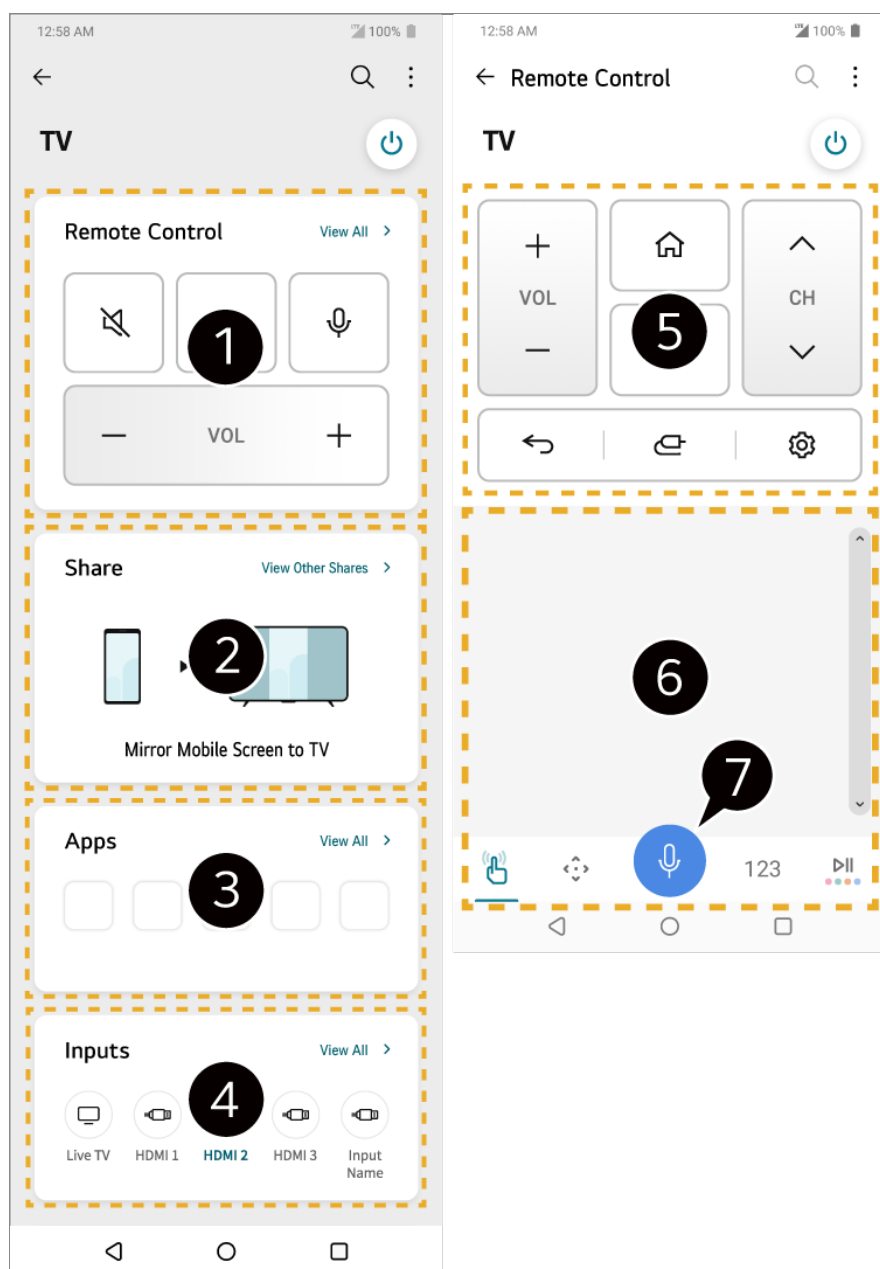 12:58 AM
LTE 100%
TV
Remote Control
View All >
1
VOL
Share
View Other Shares >
2
Mirror Mobile Screen to TV
Apps
View All >
3
Inputs
View All >
4
Live TV
HDMI 1
HDMI 2
HDMI 3
Input
Name
12:58 AM
LTE 100%
Remote Control
TV
VOL
5
CH
6
7
123